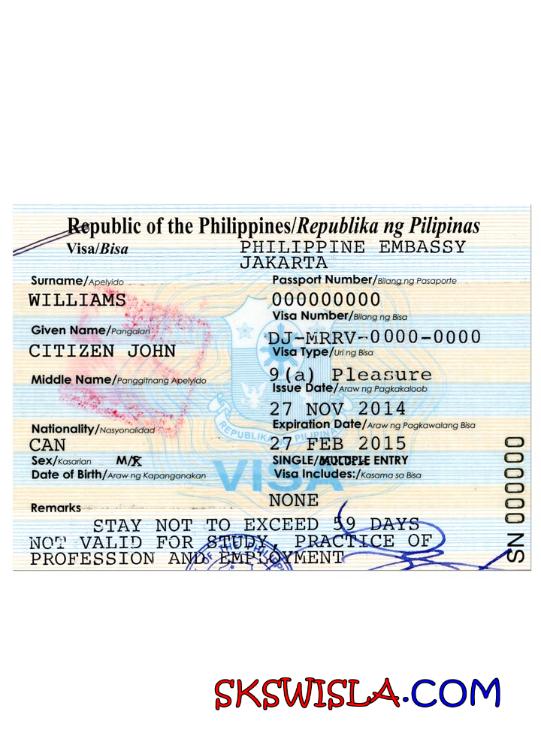 Republic of the Philippines/Republika ng Pilipinas
Visa/Bisa PHILIPPINE EMBASSY
JAKARTA
Surname/Apelyido Passport Number/Bilang ng Pasaporte
WILLIAMS 000000000
Visa Number/Bilang ng Bisa
Given Name/Pangalan DJ-MRRV-0000-0000
CITIZEN JOHN Visa Type/Uri ng Bisa
Middle Name/Panggitnang Apelyido 9(a) Pleasure
Issue Date/Araw ng Pagkakaloob
27 NOV 2014
Nationality/Nasyonalidad Expiration Date/Araw ng Pagkawalang Bisa
CAN 27 FEB 2015
Sex/Kasarian M/F SINGLE/MULTIPLE ENTRY
Date of Birth/Araw ng Kapanganakan Visa Includes:/Kasama sa Bisa
VISA
NONE
Remarks
STAY NOT TO EXCEED 59 DAYS
NOT VALID FOR STUDY, PRACTICE OF
PROFESSION AND EMPLOYMENT
SN 000000
SKSWISLA.COM